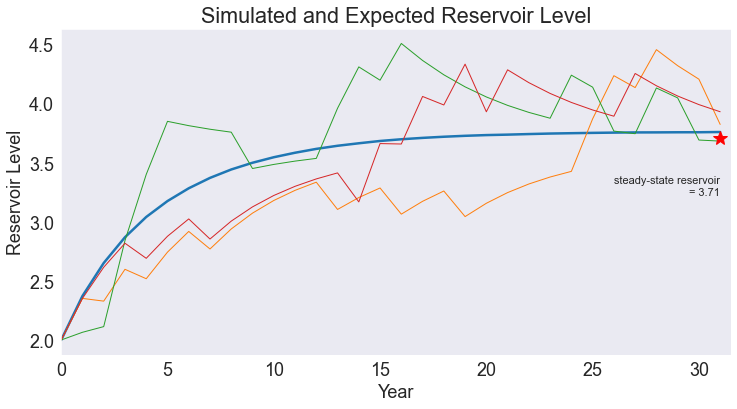 Simulated and Expected Reservoir Level
Reservoir Level
4.5
4.0
3.5
3.0
2.5
2.0
steady-state reservoir
= 3.71
0 5 10 15 20 25 30
Year